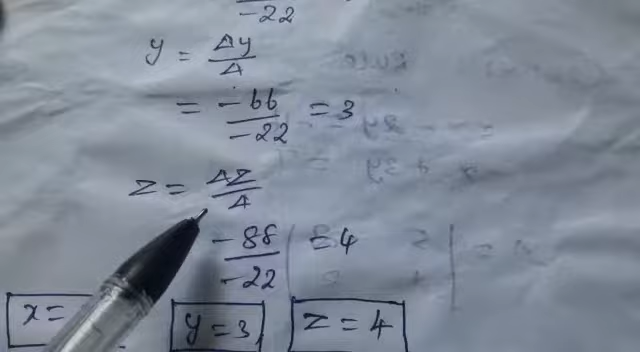 -22
y = Δy/Δ
= -66/-22 = 3
z = Δz/Δ
-88/-22 = 4
x =
y = 3
z = 4